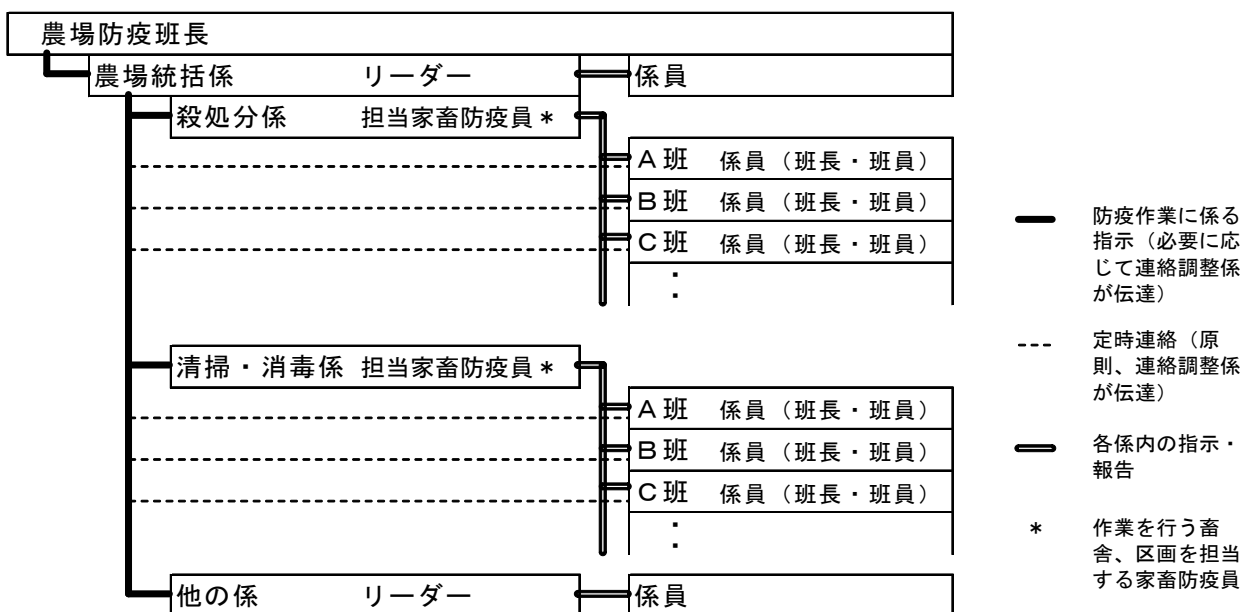 農場防疫班長
農場統括係 リーダー 係員
殺処分係 担当家畜防疫員*
A班 係員（班長・班員）
B班 係員（班長・班員）
C班 係員（班長・班員）
：
清掃・消毒係 担当家畜防疫員*
A班 係員（班長・班員）
B班 係員（班長・班員）
C班 係員（班長・班員）
：
他の係 リーダー 係員
防疫作業に係る
指示（必要に応
じて連絡調整係
が伝達）
定時連絡（原
則、連絡調整係
が伝達）
各係内の指示・
報告
* 作業を行う畜
舎、区画を担当
する家畜防疫員